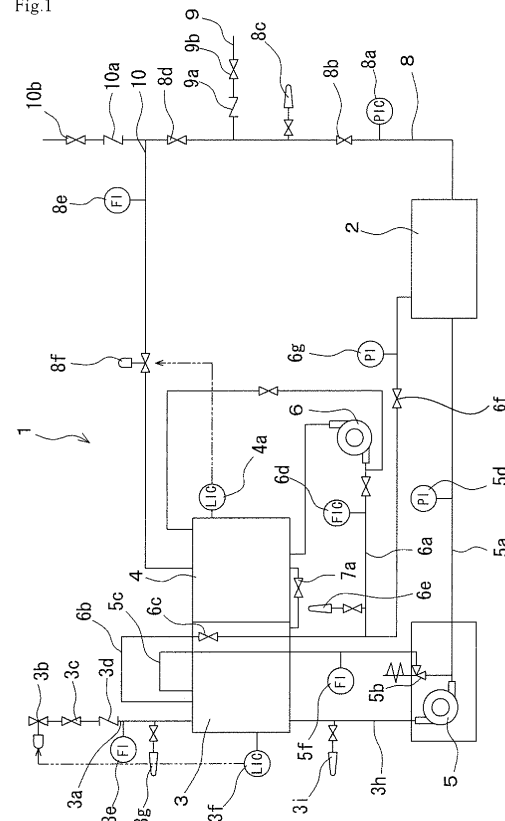 Fig.1
9
9b
9a
8c
8a
8b
PIC
8
8d
10
10a
10b
8e
FI
2
8f
6g
PI
6f
1
6
LIC
4a
6d
FIC
5d
PI
6a
5a
4
7a
6e
6c
5c
6b
3b
3c
3d
3a
FI
3e
3g
3
LIC
3f
FI
5f
5b
5
3h
3i